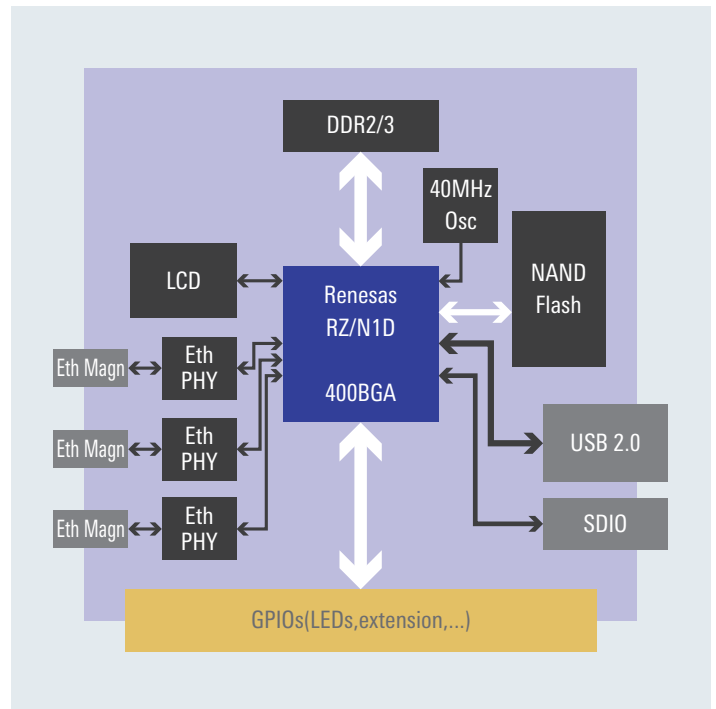 DDR2/3
40MHz
Osc
LCD
Renesas
RZ/N1D
400BGA
NAND
Flash
Eth Magn
Eth
PHY
Eth Magn
Eth
PHY
USB 2.0
Eth Magn
Eth
PHY
SDIO
GPIOs(LEDs,extension,...)